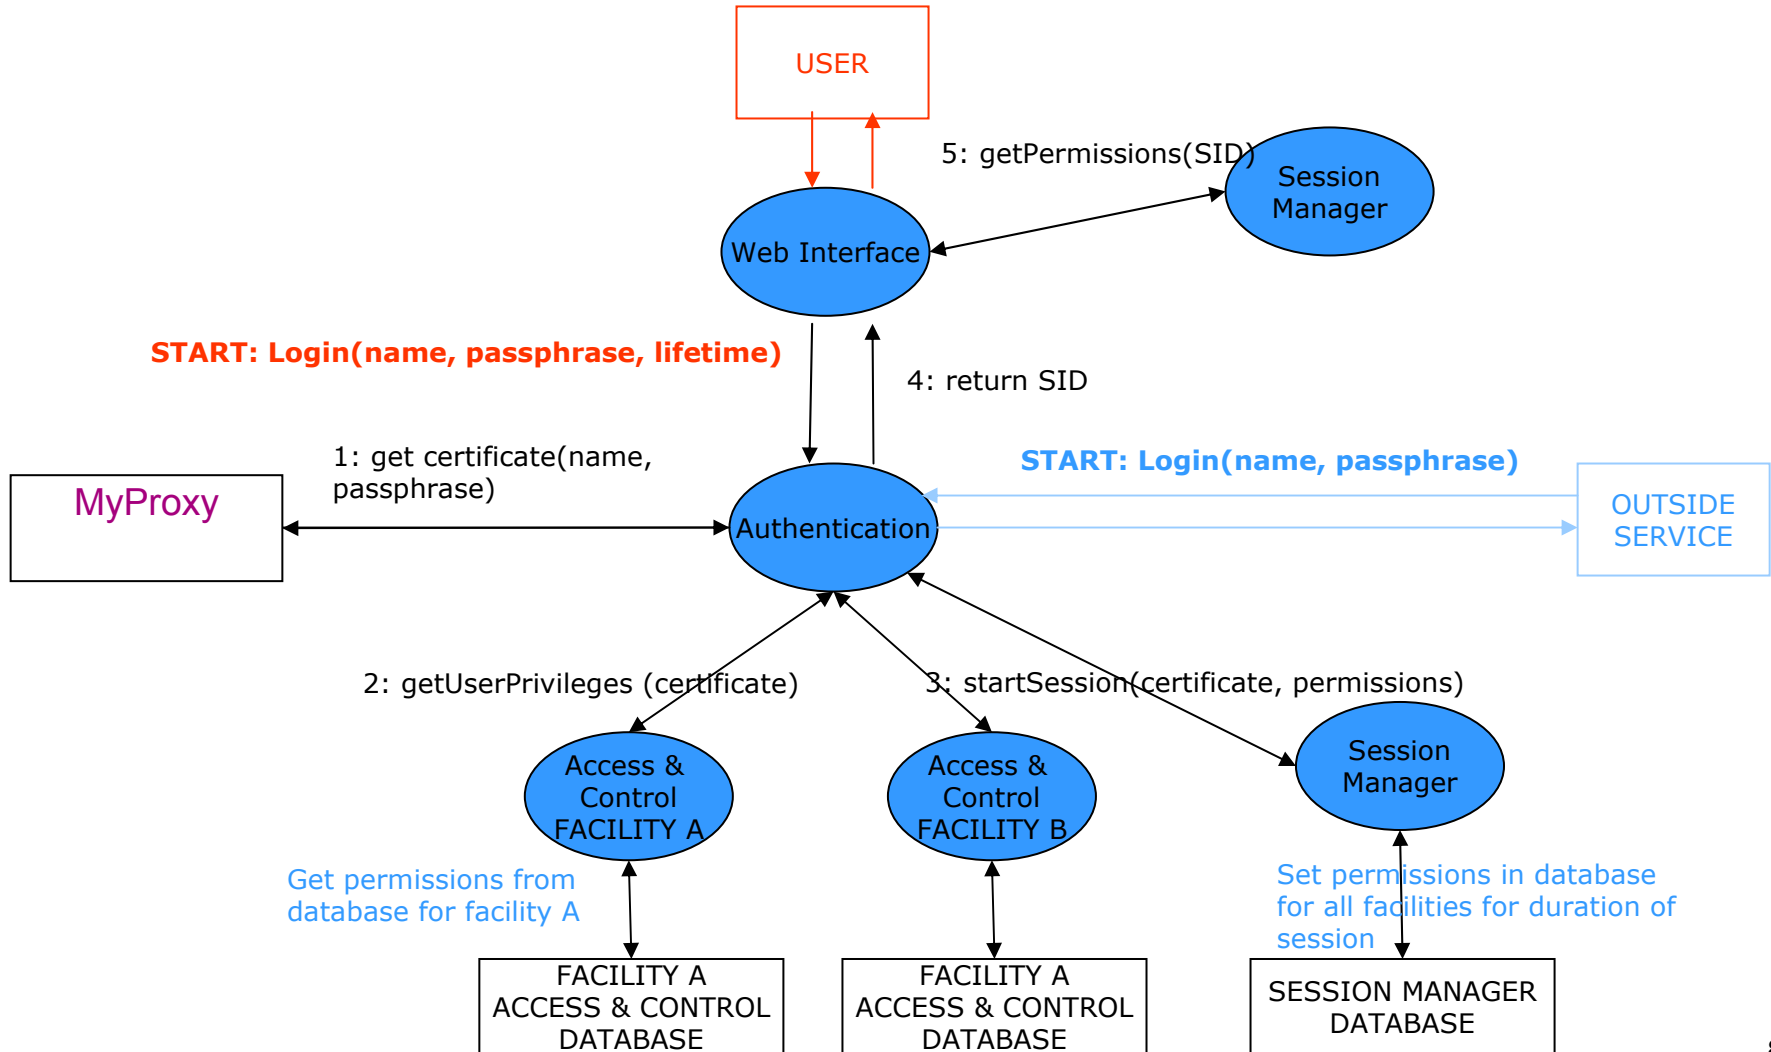 USER
5: getPermissions(SID)
Session
Manager
Web Interface
START: Login(name, passphrase, lifetime)
4: return SID
1: get certificate(name,
passphrase)
START: Login(name, passphrase)
MyProxy
OUTSIDE
SERVICE
Authentication
2: getUserPrivileges (certificate)
3: startSession(certificate, permissions)
Access &
Control
FACILITY A
Access &
Control
FACILITY B
Session
Manager
Get permissions from
database for facility A
Set permissions in database
for all facilities for duration of
session
FACILITY A
ACCESS & CONTROL
DATABASE
FACILITY A
ACCESS & CONTROL
DATABASE
SESSION MANAGER
DATABASE